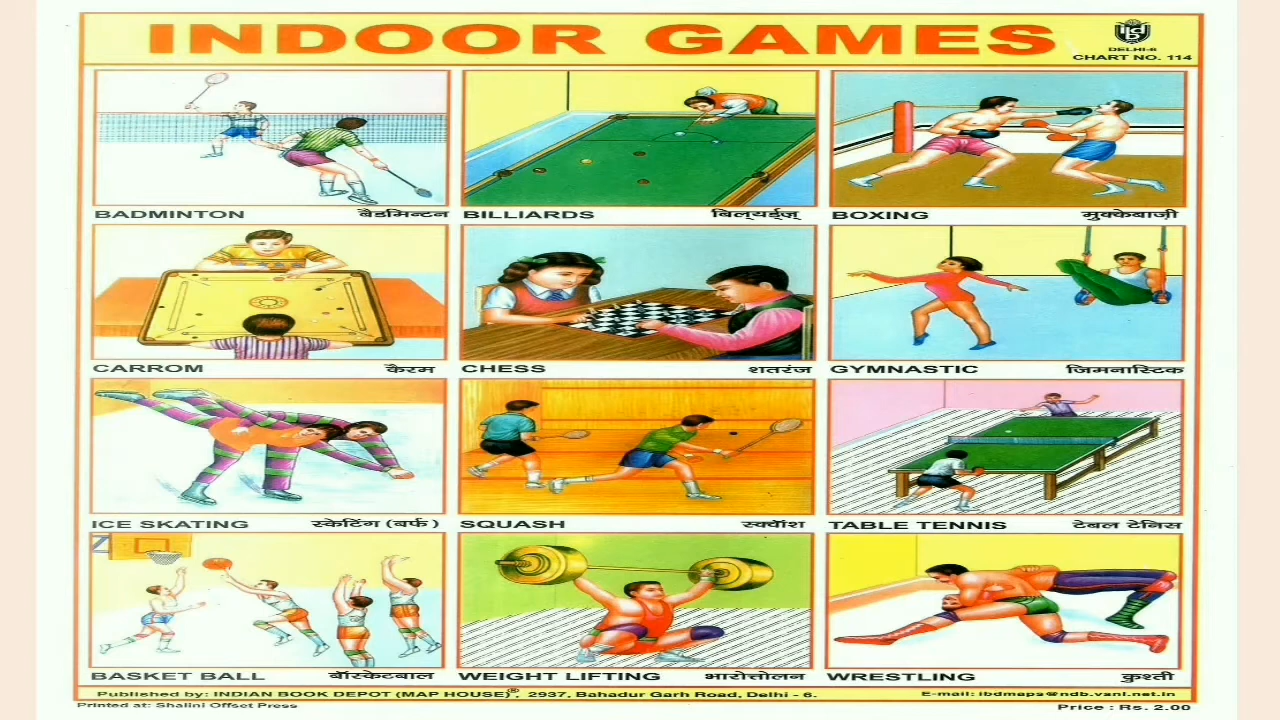 INDOOR GAMES
DELHI-6
CHART NO. 114
BADMINTON बैडमिन्टन
BILLIARDS बिल्यर्ड्ज़्
BOXING मुक्केबाज़ी
CARROM कैरम
CHESS शतरंज
GYMNASTIC जिमनास्टिक
ICE SKATING स्केटिंग (बर्फ)
SQUASH स्क्वॉश
TABLE TENNIS टेबल टेनिस
BASKET BALL बॉस्केटबाल
WEIGHT LIFTING भारोत्तोलन
WRESTLING कुश्ती
Published by: INDIAN BOOK DEPOT (MAP HOUSE)®, 2937, Bahadur Garh Road, Delhi - 6. E-mail: ibdmaps@ndb.vsnl.net.in
Printed at: Shalini Offset Press Price : Rs. 2.00